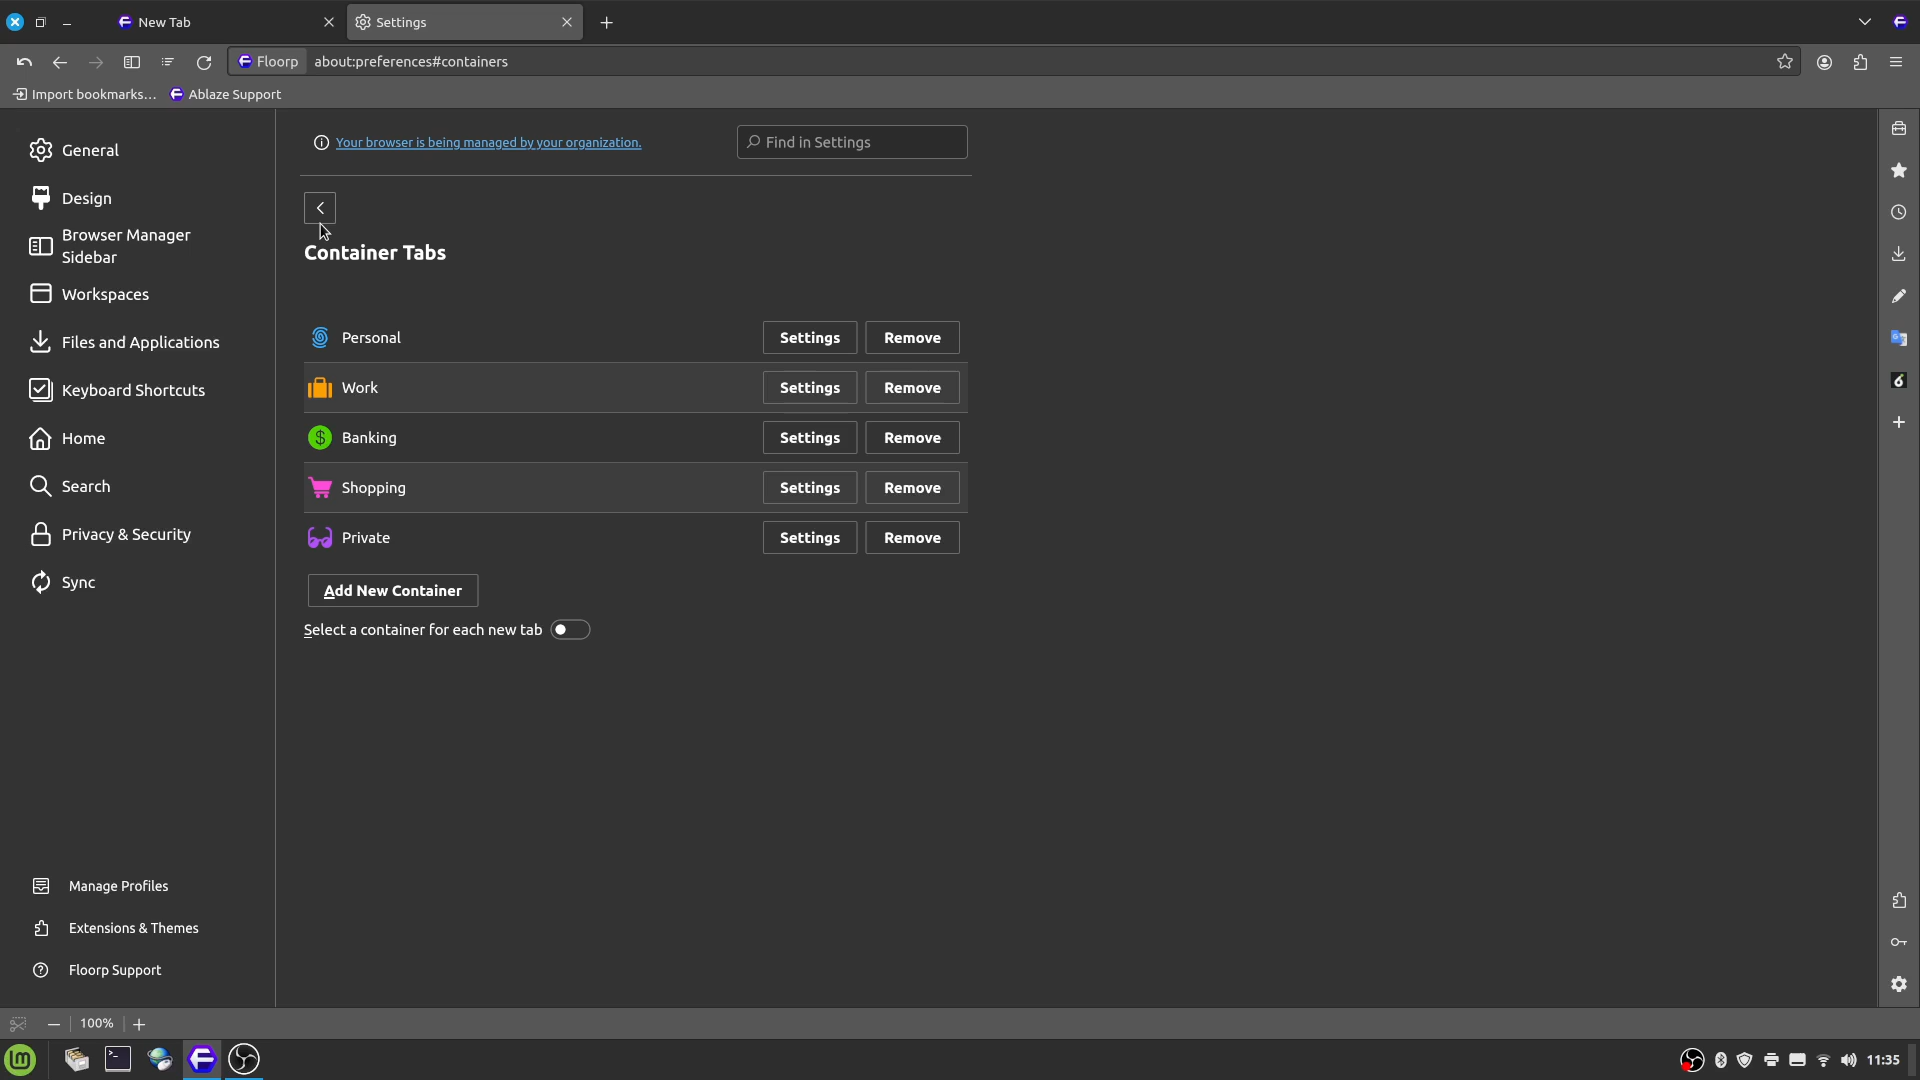 New Tab
Settings
Floorp
about:preferences#containers
Import bookmarks...
Ablaze Support
General
Design
Browser Manager
Sidebar
Workspaces
Files and Applications
Keyboard Shortcuts
Home
Search
Privacy & Security
Sync
Manage Profiles
Extensions & Themes
Floorp Support
Your browser is being managed by your organization.
Find in Settings
Container Tabs
Personal Settings Remove
Work Settings Remove
Banking Settings Remove
Shopping Settings Remove
Private Settings Remove
Add New Container
Select a container for each new tab
100%
11:35